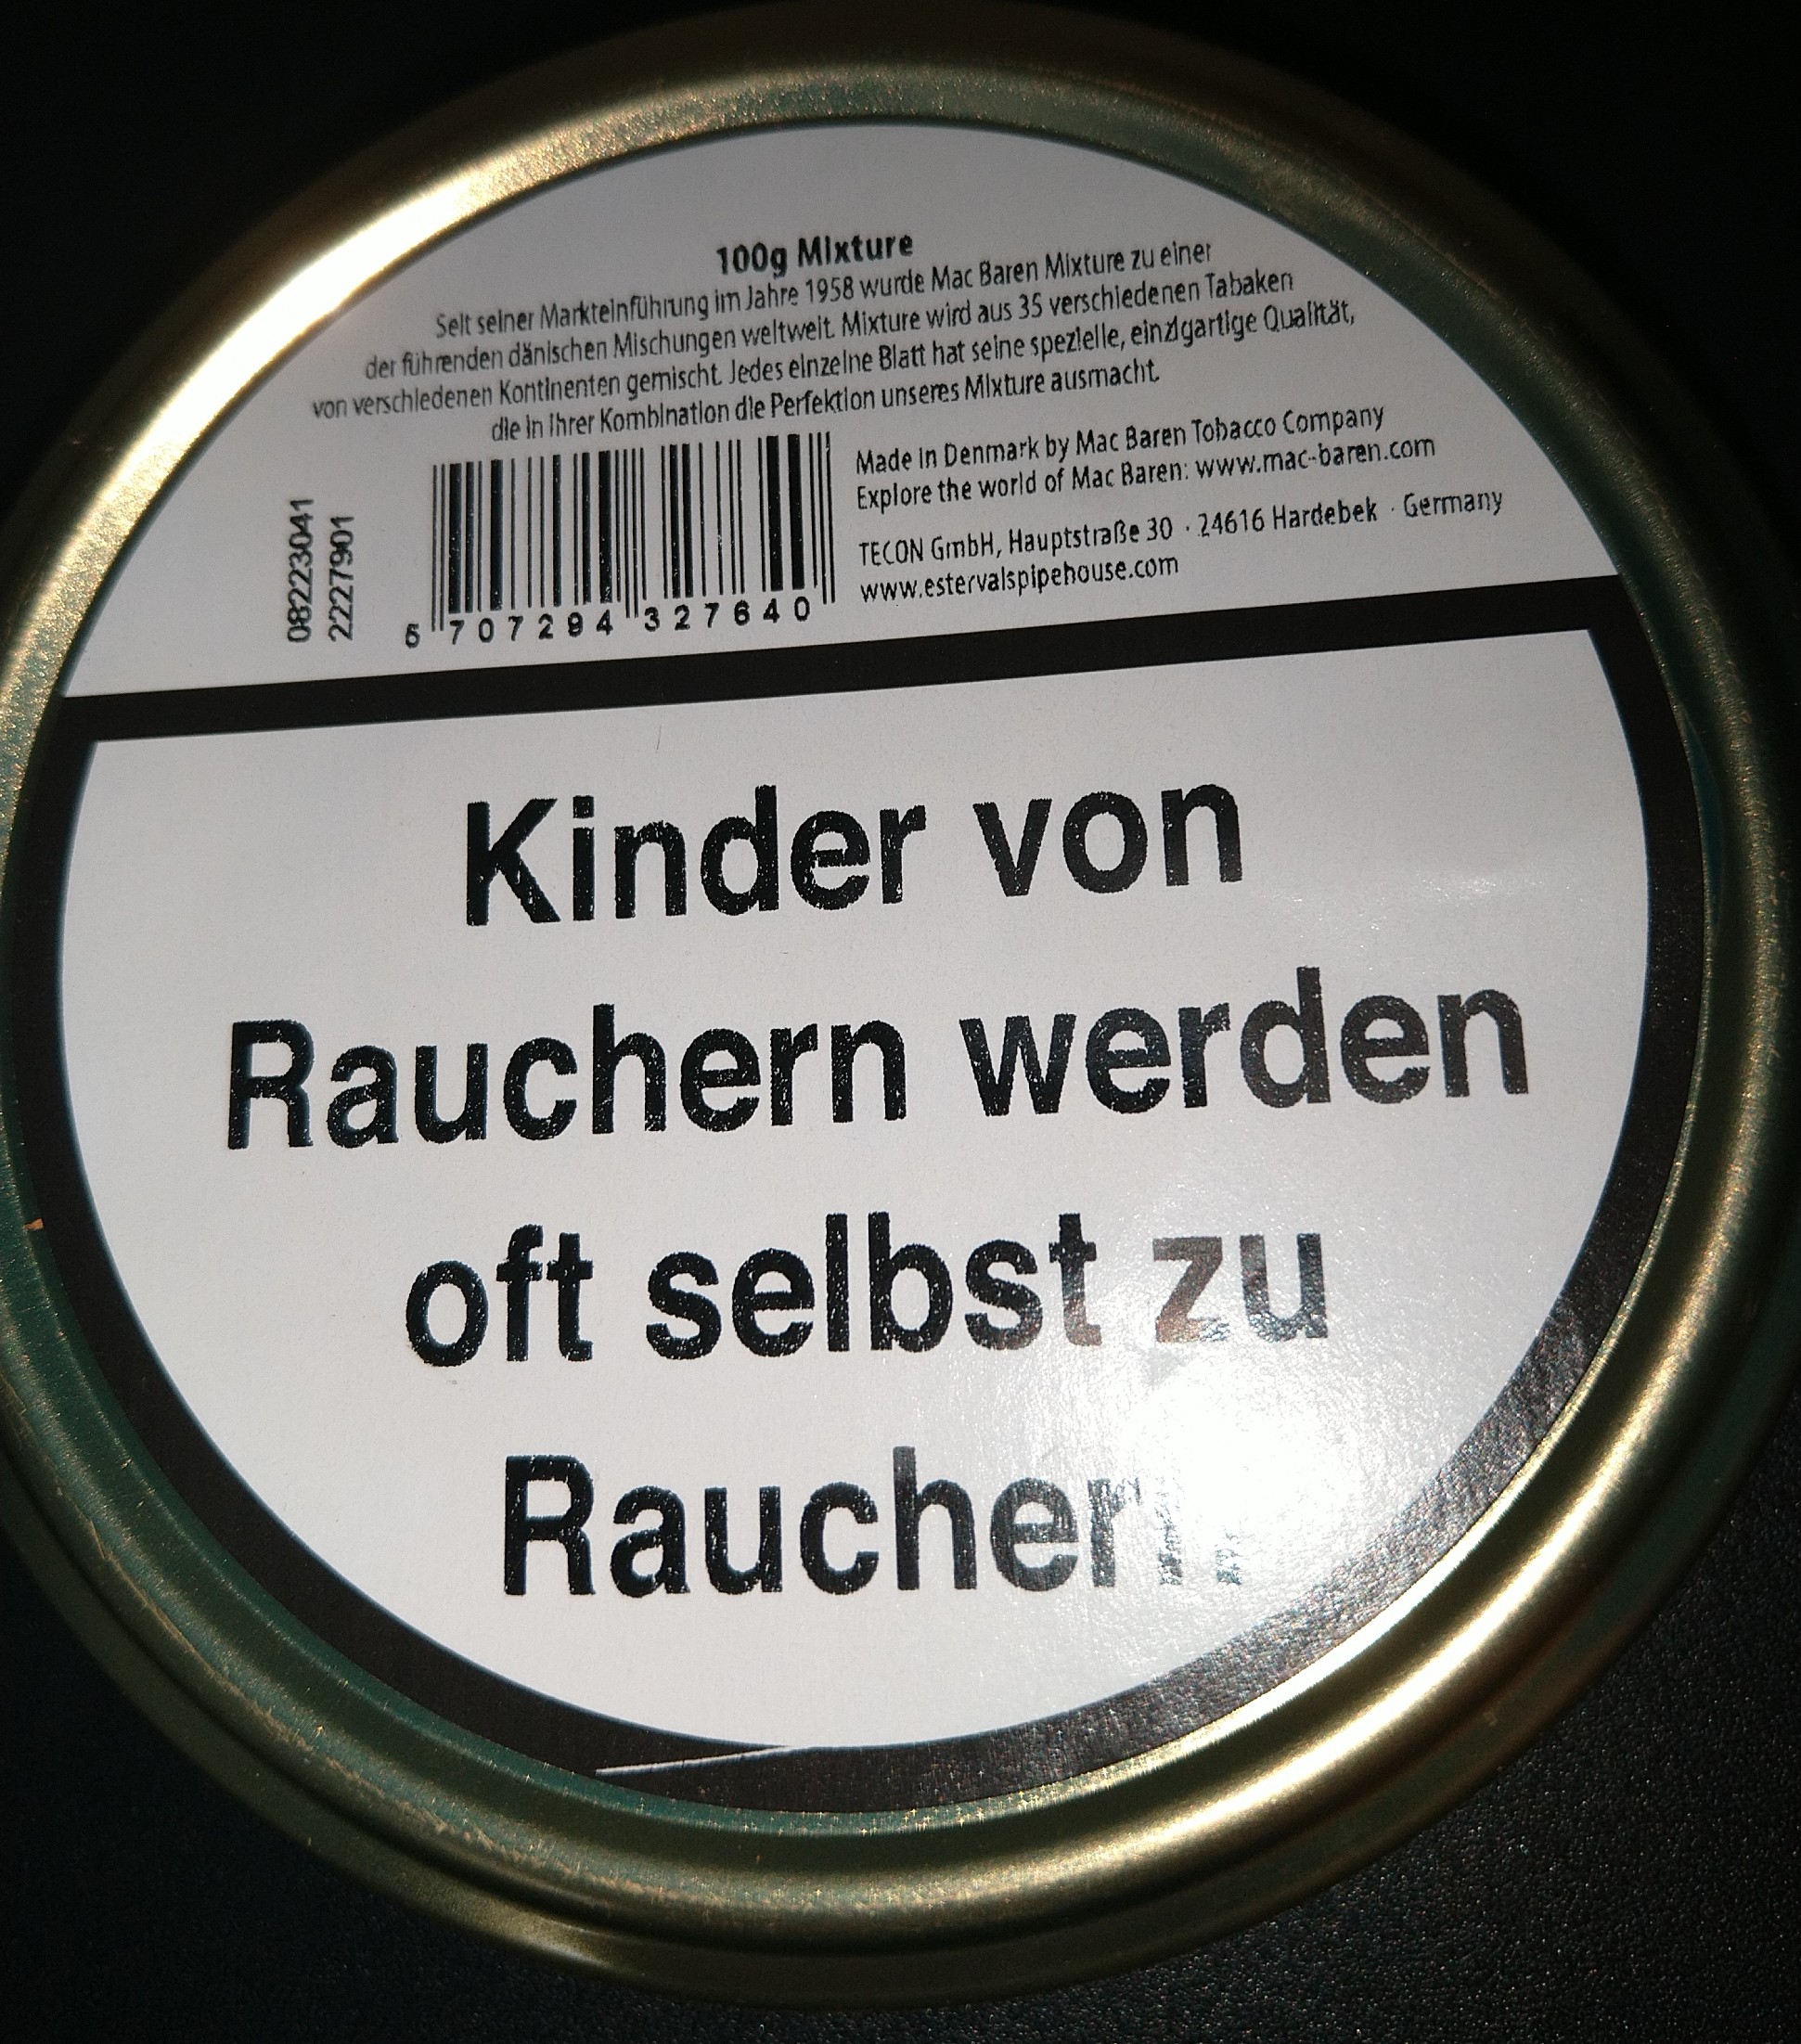 100g Mixture
Seit seiner Markteinführung im Jahre 1958 wurde Mac Baren Mixture zu einer
der führenden dänischen Mischungen weltweit. Mixture wird aus 35 verschiedenen Tabaken
von verschiedenen Kontinenten gemischt. Jedes einzelne Blatt hat seine spezielle, einzigartige Qualität,
die in ihrer Kombination die Perfektion unseres Mixture ausmacht.
08223041
22227901
5 707294 327640
Made in Denmark by Mac Baren Tobacco Company
Explore the world of Mac Baren: www.mac-baren.com
TECON GmbH, Hauptstraße 30 · 24616 Hardebek · Germany
www.estervalspipehouse.com
Kinder von
Rauchern werden
oft selbst zu
Rauchern.